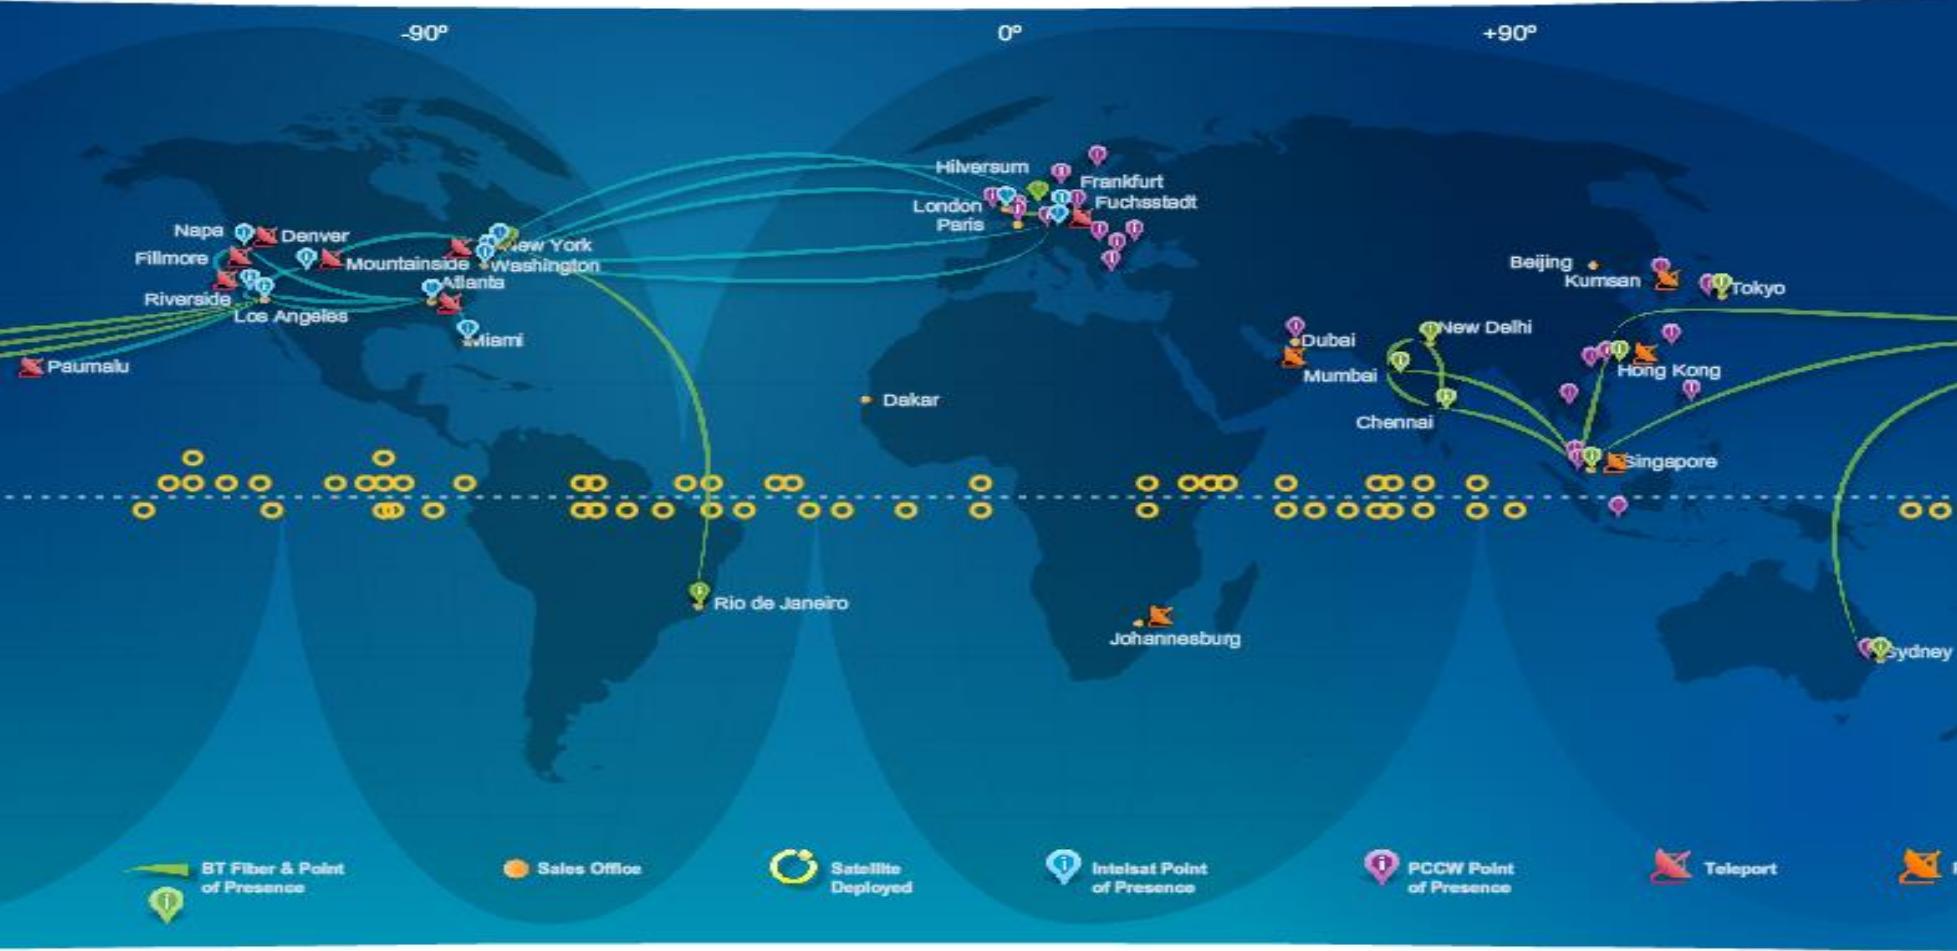 -90º
0º
+90º
Hilversum
Frankfurt
Fuchsstadt
London
Paris
Napa
Denver
New York
Fillmore
Mountainside
Washington
Atlanta
Riverside
Los Angeles
Miami
Paumalu
Beijing
Kumsan
Tokyo
New Delhi
Dubai
Mumbai
Hong Kong
Dakar
Chennai
Singapore
Rio de Janeiro
Johannesburg
Sydney
BT Fiber & Point
of Presence
Sales Office
Satellite
Deployed
Intelsat Point
of Presence
PCCW Point
of Presence
Teleport